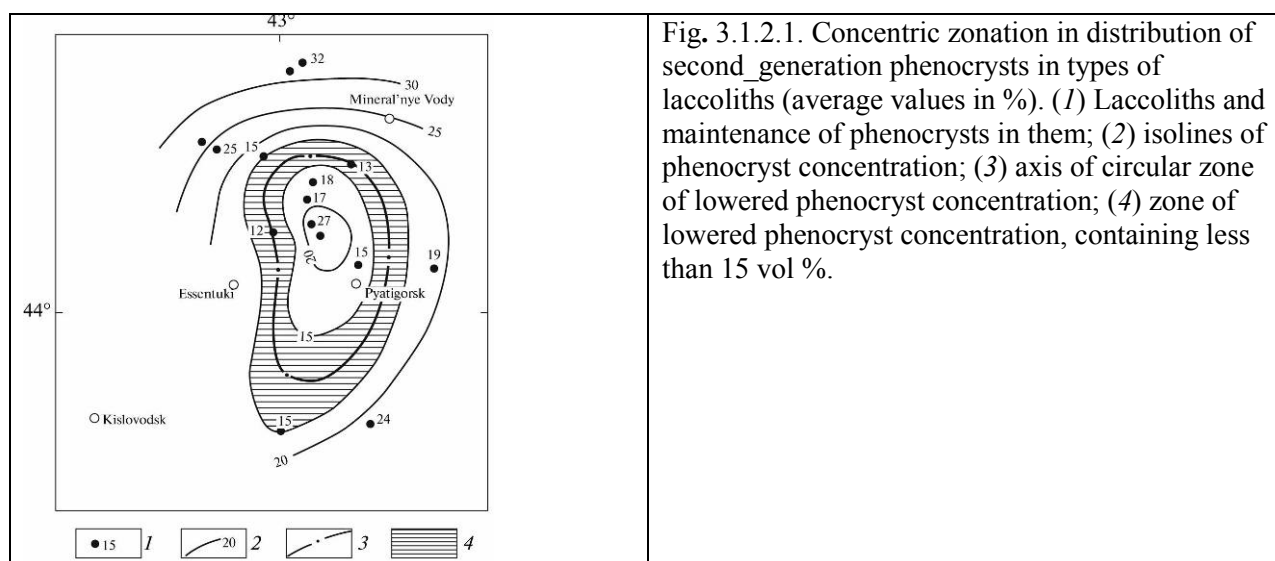 43°
32
30
Mineral'nye Vody
25
25
15
13
18
17
27
12
20
15
19
Essentuki
Pyatigorsk
44°
15
Kislovodsk
15
24
20
15 1 20 2 3 4
Fig. 3.1.2.1. Concentric zonation in distribution of
second_generation phenocrysts in types of
laccoliths (average values in %). (1) Laccoliths and
maintenance of phenocrysts in them; (2) isolines of
phenocryst concentration; (3) axis of circular zone
of lowered phenocryst concentration; (4) zone of
lowered phenocryst concentration, containing less
than 15 vol %.